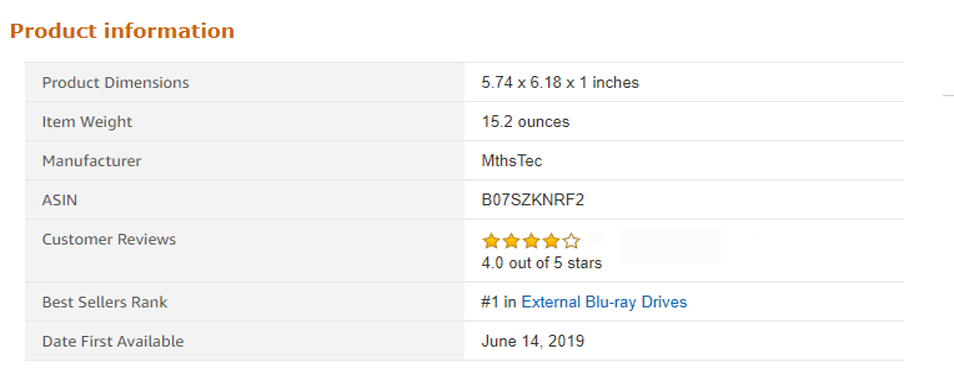 Product information
Product Dimensions 5.74 x 6.18 x 1 inches
Item Weight 15.2 ounces
Manufacturer MthsTec
ASIN B07SZKNRF2
Customer Reviews
4.0 out of 5 stars
Best Sellers Rank #1 in External Blu-ray Drives
Date First Available June 14, 2019